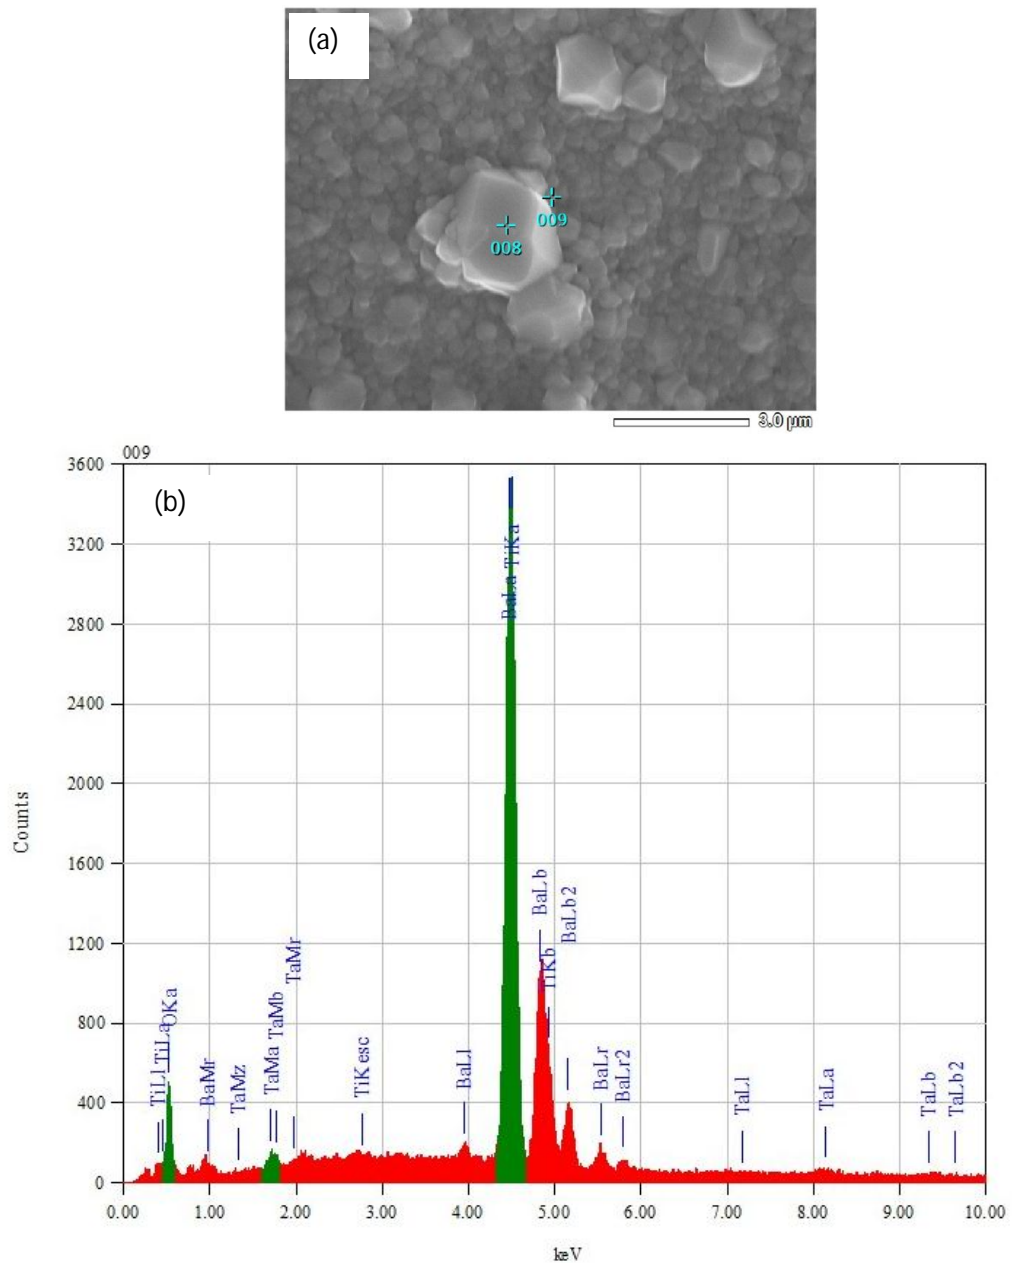 (a)
009
008
3.0 µm
009
(b)
3600
3200
2800
2400
2000
1600
1200
800
400
0
Counts
BaLa TiKa
TiLl TiLa
OKa
BaMr
TaMz
TaMa
TaMb
TaMr
TiKesc
BaLl
BaLb
TiKb
BaLb2
BaLr
BaLr2
TaLl
TaLa
TaLb
TaLb2
0.00 1.00 2.00 3.00 4.00 5.00 6.00 7.00 8.00 9.00 10.00
keV